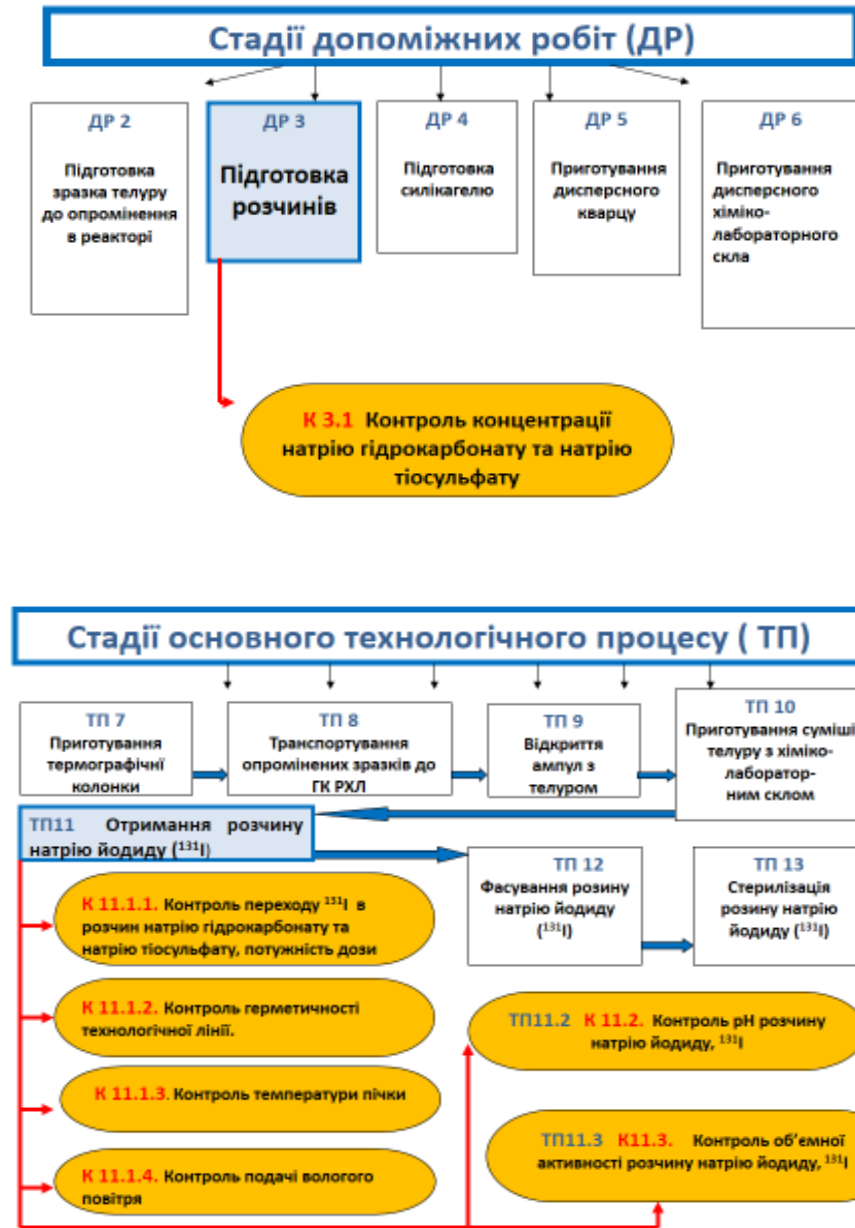 Стадії допоміжних робіт (ДР)
ДР 2
Підготовка
зразка телуру
до опромінення
в реакторі
ДР 3
Підготовка
розчинів
ДР 4
Підготовка
силікагелю
ДР 5
Приготування
дисперсного
кварцу
ДР 6
Приготування
дисперсного
хіміко-
лабораторного
скла
К 3.1 Контроль концентрації
натрію гідрокарбонату та натрію
тіосульфату
Стадії основного технологічного процесу ( ТП)
ТП 7
Приготування
термографічної
колонки
ТП 8
Транспортування
опромінених зразків до
ГК РХЛ
ТП 9
Відкриття
ампул з
телуром
ТП 10
Приготування суміші
телуру з хіміко-
лаборатор-
ним склом
ТП11 Отримання розчину
натрію йодиду (¹³¹I)
ТП 12
Фасування розину
натрію йодиду
(¹³¹I)
ТП 13
Стерилізація
розину натрію
йодиду (¹³¹I)
К 11.1.1. Контроль переходу ¹³¹I в
розчин натрію гідрокарбонату та
натрію тіосульфату, потужність дози
К 11.1.2. Контроль герметичності
технологічної лінії.
К 11.1.3. Контроль температури пічки
К 11.1.4. Контроль подачі вологого
повітря
ТП11.2 К 11.2. Контроль рН розчину
натрію йодиду, ¹³¹I
ТП11.3 К11.3. Контроль об'ємної
активності розчину натрію йодиду, ¹³¹I